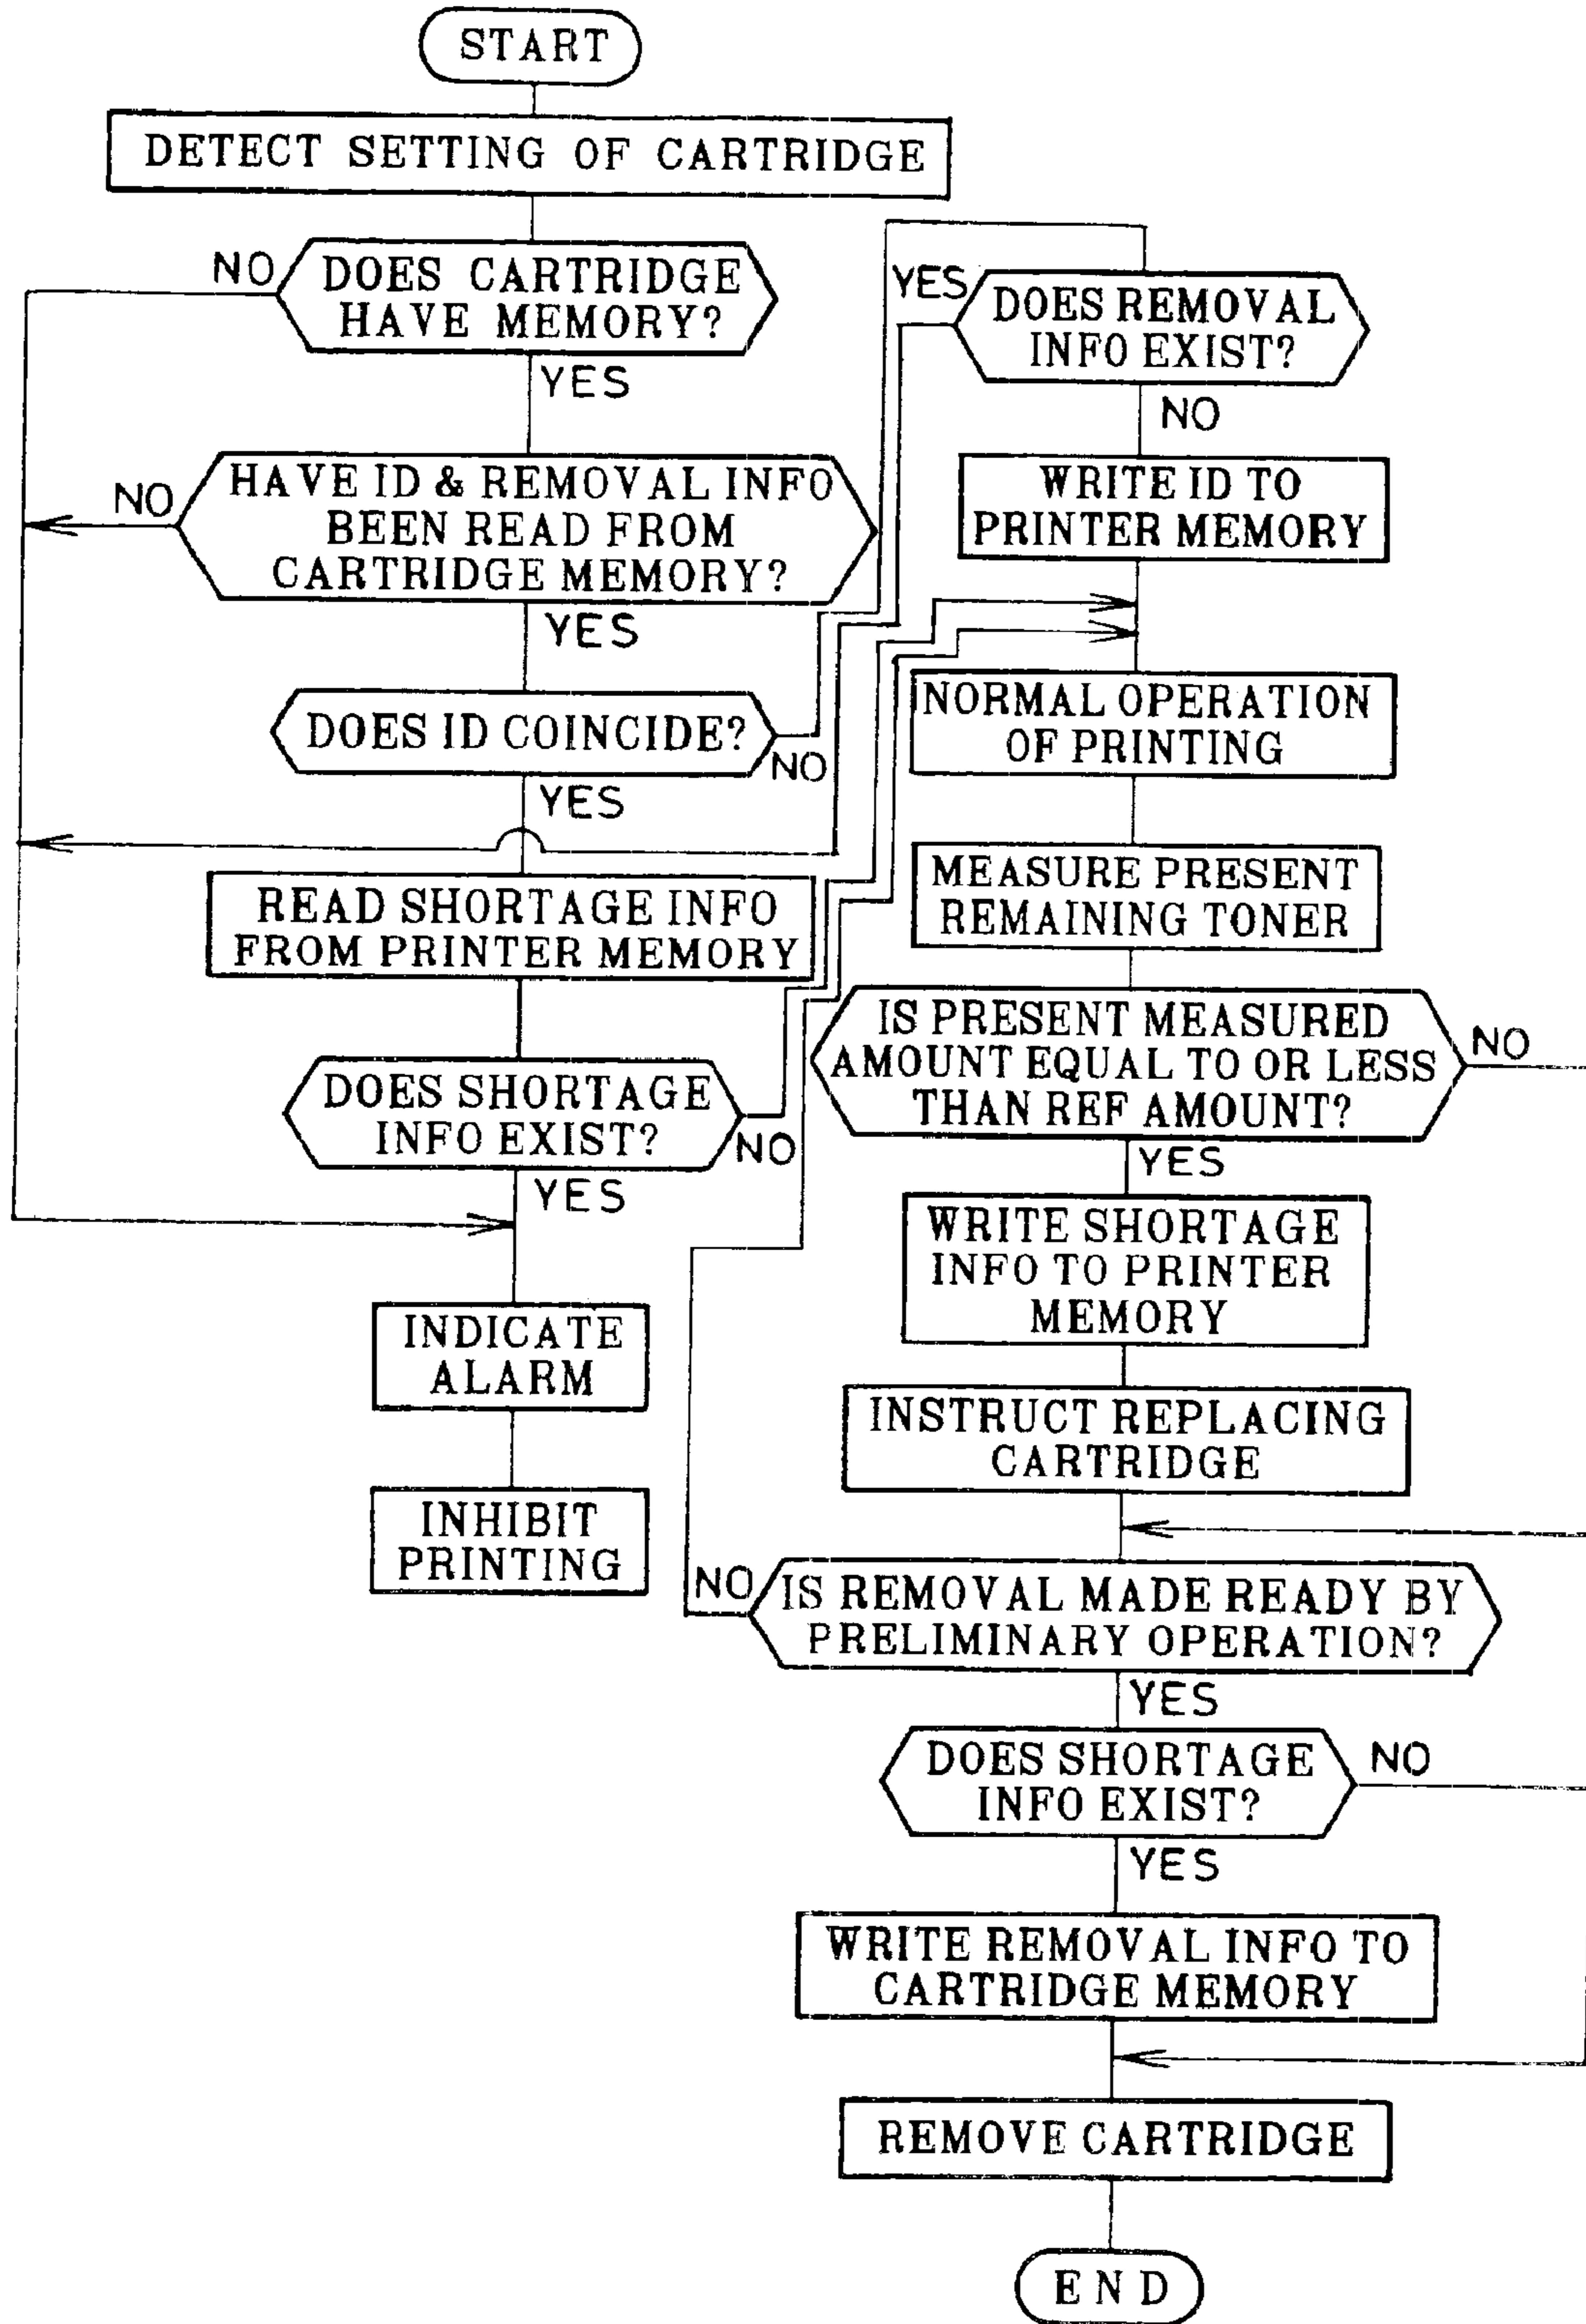 START
DETECT SETTING OF CARTRIDGE
NO
DOES CARTRIDGE
HAVE MEMORY?
YES
NO
HAVE ID & REMOVAL INFO
BEEN READ FROM
CARTRIDGE MEMORY?
YES
DOES ID COINCIDE?
NO
YES
READ SHORTAGE INFO
FROM PRINTER MEMORY
DOES SHORTAGE
INFO EXIST?
NO
YES
INDICATE
ALARM
INHIBIT
PRINTING
YES
DOES REMOVAL
INFO EXIST?
NO
WRITE ID TO
PRINTER MEMORY
NORMAL OPERATION
OF PRINTING
MEASURE PRESENT
REMAINING TONER
IS PRESENT MEASURED
AMOUNT EQUAL TO OR LESS
THAN REF AMOUNT?
NO
YES
WRITE SHORTAGE
INFO TO PRINTER
MEMORY
INSTRUCT REPLACING
CARTRIDGE
NO
IS REMOVAL MADE READY BY
PRELIMINARY OPERATION?
YES
DOES SHORTAGE
INFO EXIST?
NO
YES
WRITE REMOVAL INFO TO
CARTRIDGE MEMORY
REMOVE CARTRIDGE
END